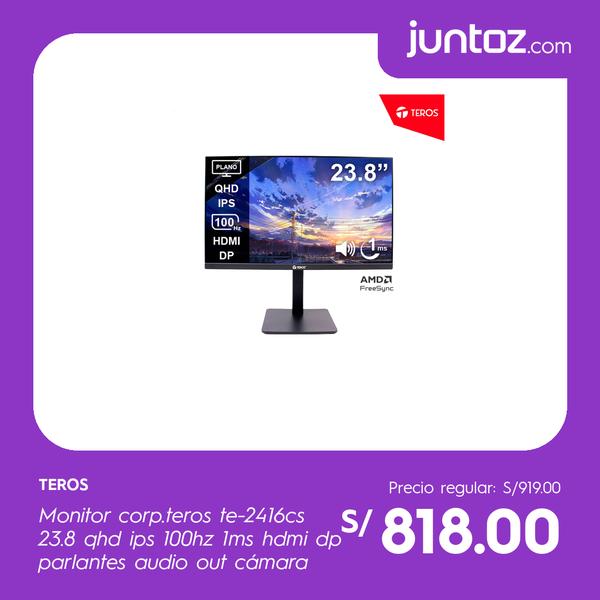 juntoz.com
TEROS
PLANO
23.8”
QHD
IPS
100Hz
HDMI
DP
1ms
TEROS
AMD
FreeSync
TEROS
Precio regular: S/919.00
Monitor corp.teros te-2416cs
23.8 qhd ips 100hz 1ms hdmi dp
parlantes audio out cámara
S/ 818.00